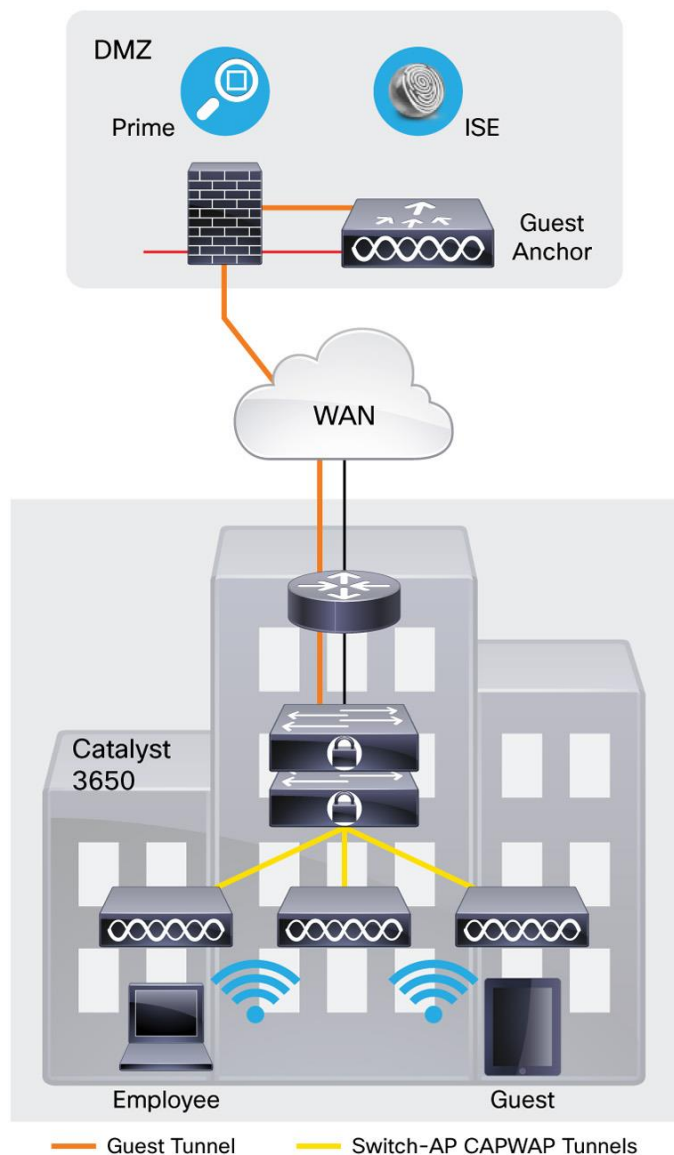 DMZ
Prime
ISE
Guest
Anchor
WAN
Catalyst
3650
Employee
Guest
Guest Tunnel
Switch-AP CAPWAP Tunnels